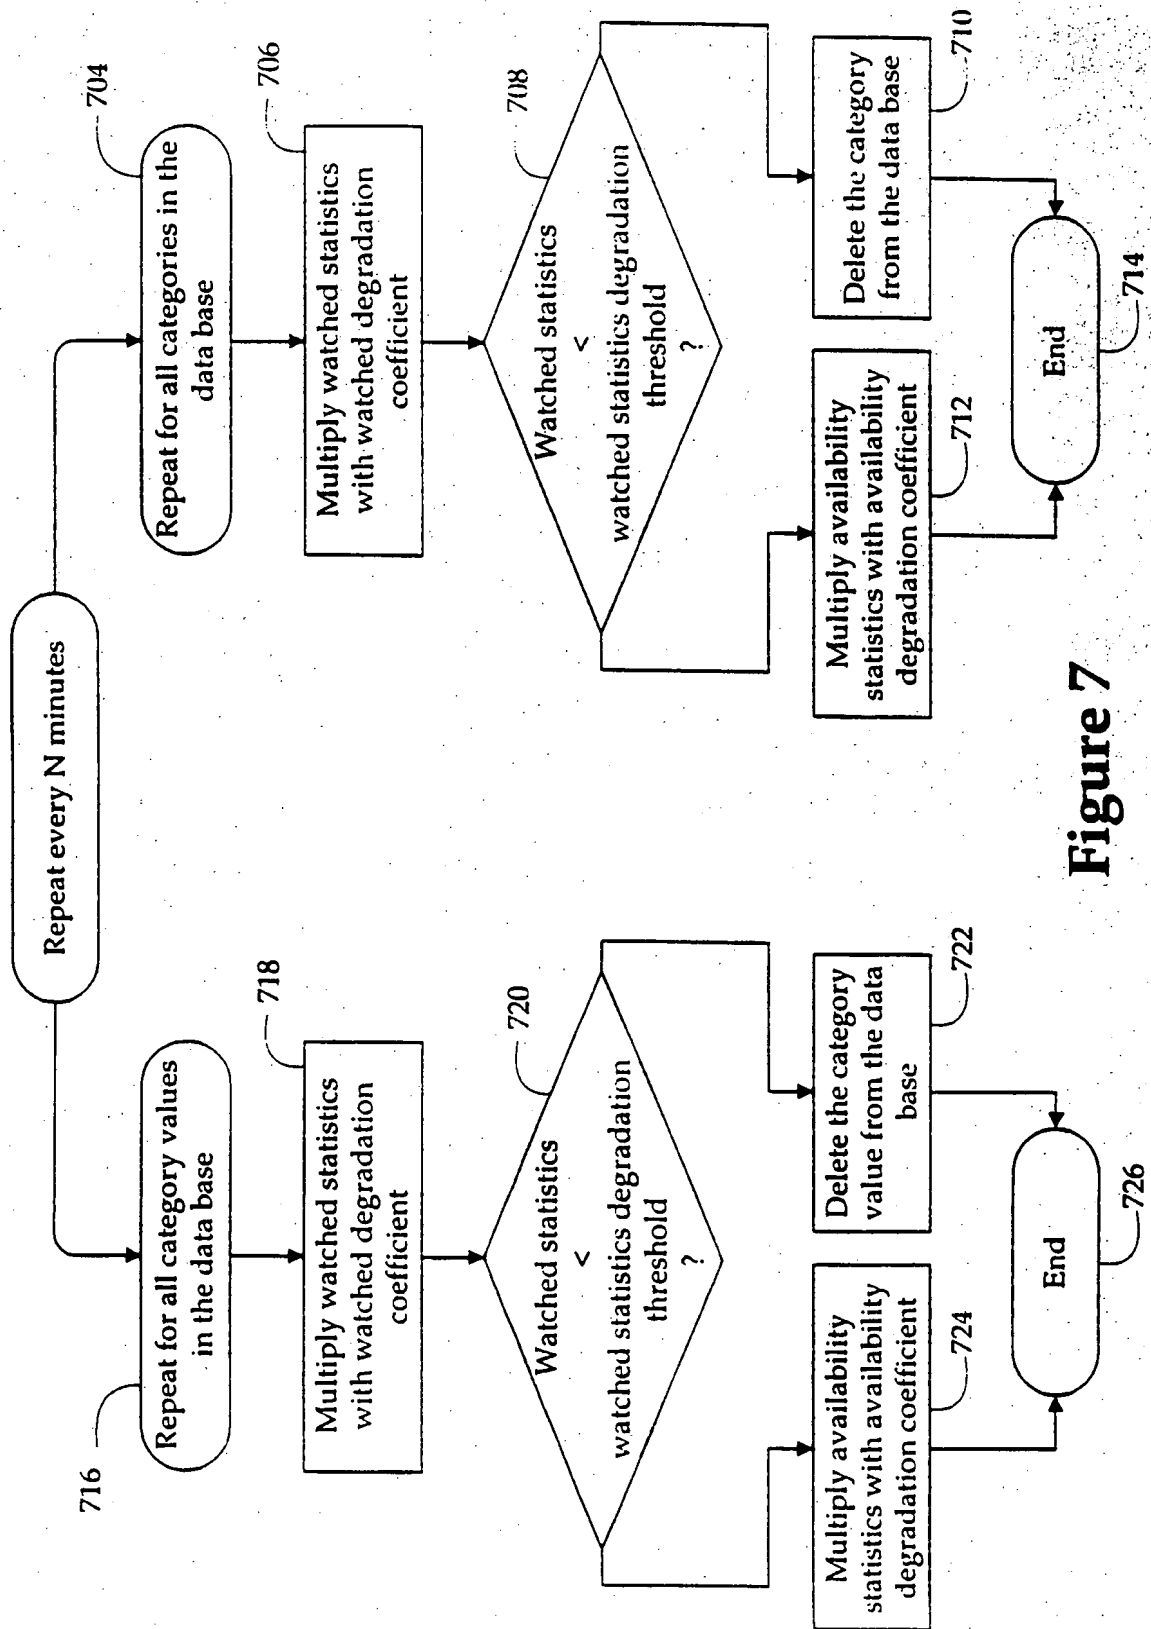 Repeat every N minutes
716
Repeat for all category values
in the data base
718
Multiply watched statistics
with watched degradation
coefficient
720
Watched statistics
<
watched statistics degradation
threshold
?
Multiply availability
statistics with availability
degradation coefficient
724
Delete the category
value from the data
base
722
End
726
704
Repeat for all categories in the
data base
706
Multiply watched statistics
with watched degradation
coefficient
708
Watched statistics
<
watched statistics degradation
threshold
?
Multiply availability
statistics with availability
degradation coefficient
712
Delete the category
from the data base
710
End
714
Figure 7